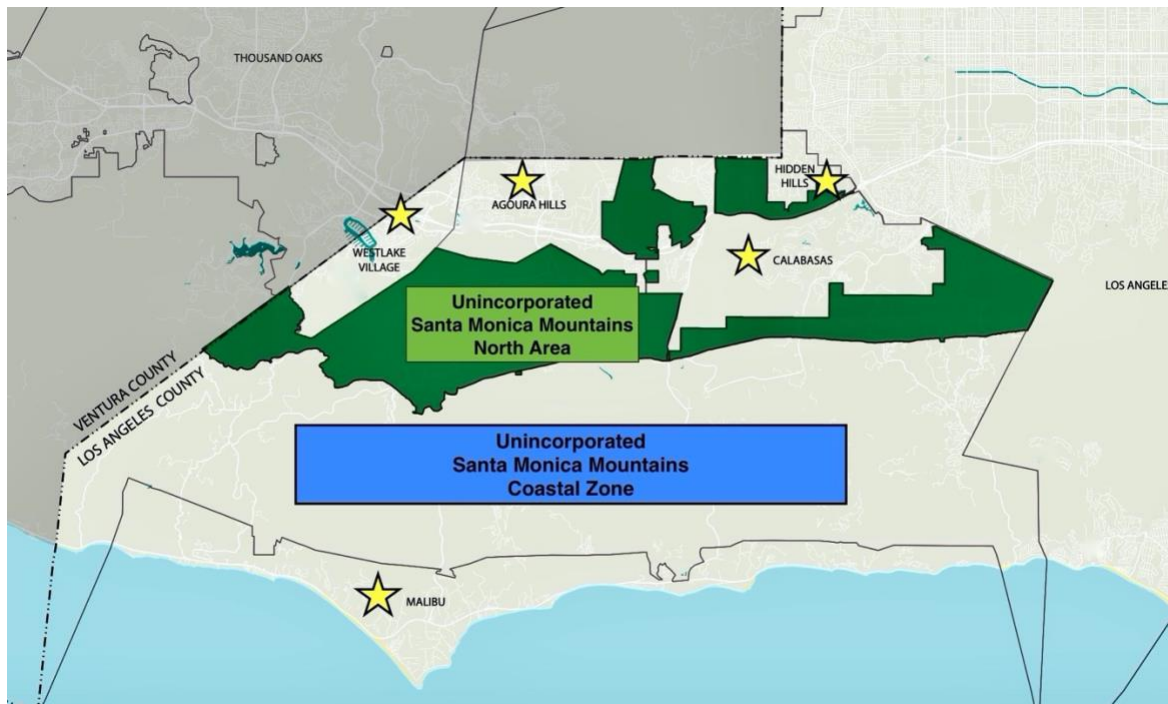 THOUSAND OAKS
HIDDEN
HILLS
AGOURA HILLS
WESTLAKE
VILLAGE
CALABASAS
LOS ANGELE
Unincorporated
Santa Monica Mountains
North Area
VENTURA COUNTY
LOS ANGELES COUNTY
Unincorporated
Santa Monica Mountains
Coastal Zone
MALIBU